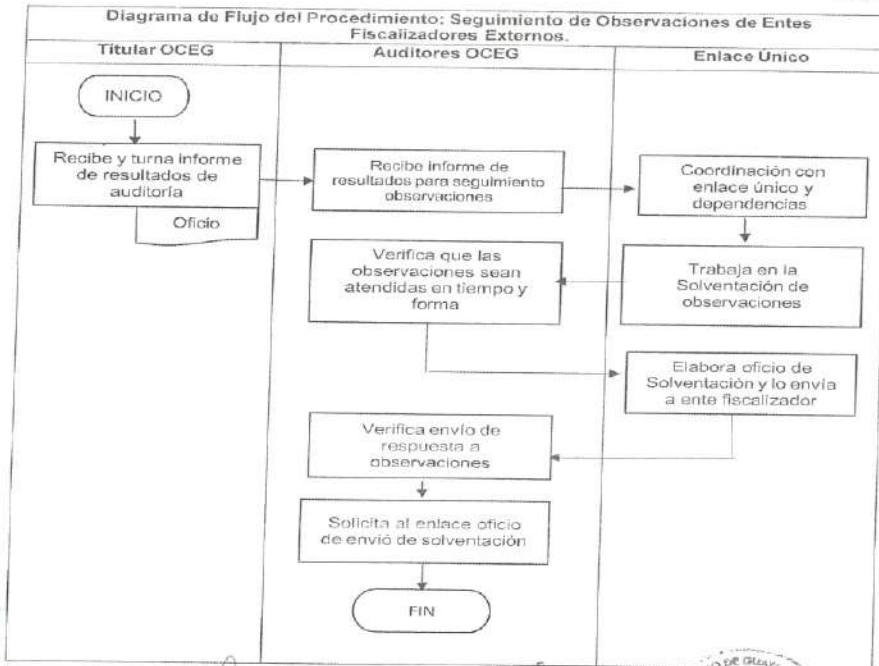 Diagrama de Flujo del Procedimiento: Seguimiento de Observaciones de Entes
Fiscalizadores Externos.
Titular OCEG
Auditores OCEG
Enlace Único
INICIO
Recibe y turna informe
de resultados de
auditoría
Oficio
Recibe informe de
resultados para seguimiento
observaciones
Coordinación con
enlace único y
dependencias
Trabaja en la
Solventación de
observaciones
Verifica que las
observaciones sean
atendidas en tiempo y
forma
Elabora oficio de
Solventación y lo envía
a ente fiscalizador
Verifica envío de
respuesta a
observaciones
Solicita al enlace oficio
de envió de solventación
FIN